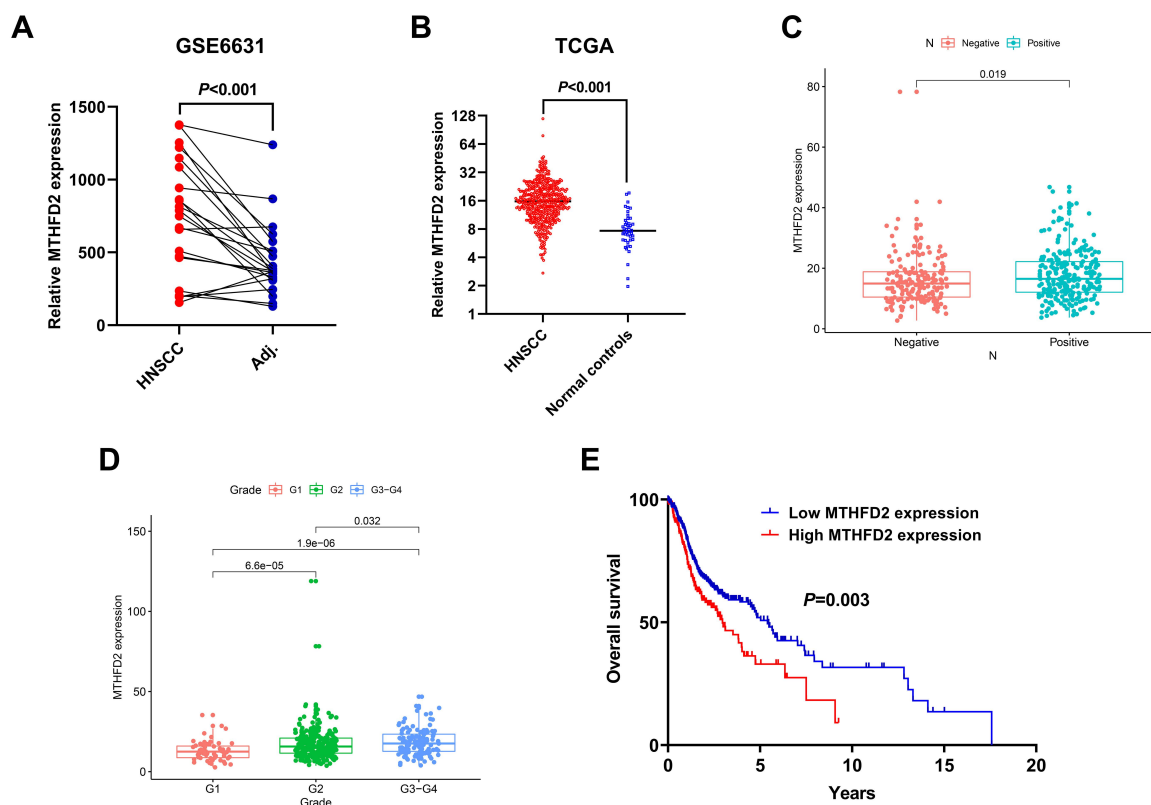 A
GSE6631
P<0.001
Relative MTHFD2 expression
1500
1000
500
0
HNSCC
Adj.
B
TCGA
P<0.001
Relative MTHFD2 expression
128
64
32
16
8
4
2
1
HNSCC
Normal controls
C
N Negative Positive
0.019
MTHFD2 expression
80
60
40
20
0
Negative Positive
N
D
Grade G1 G2 G3−G4
0.032
1.9e−06
6.6e−05
MTHFD2 expression
150
100
50
0
G1 G2 G3−G4
Grade
E
Low MTHFD2 expression
High MTHFD2 expression
P=0.003
Overall survival
100
50
0
0 5 10 15 20
Years